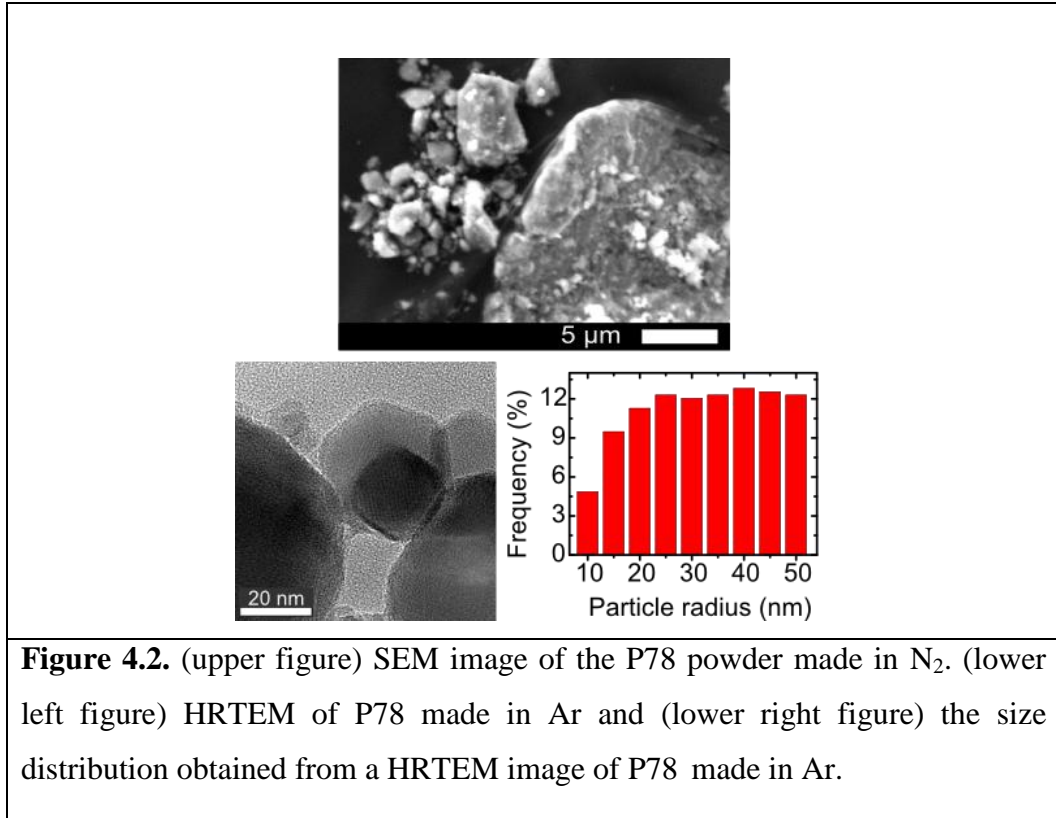 5 µm
20 nm
Frequency (%)
12
9
6
3
0
10 20 30 40 50
Particle radius (nm)
Figure 4.2. (upper figure) SEM image of the P78 powder made in N₂. (lower
left figure) HRTEM of P78 made in Ar and (lower right figure) the size
distribution obtained from a HRTEM image of P78 made in Ar.